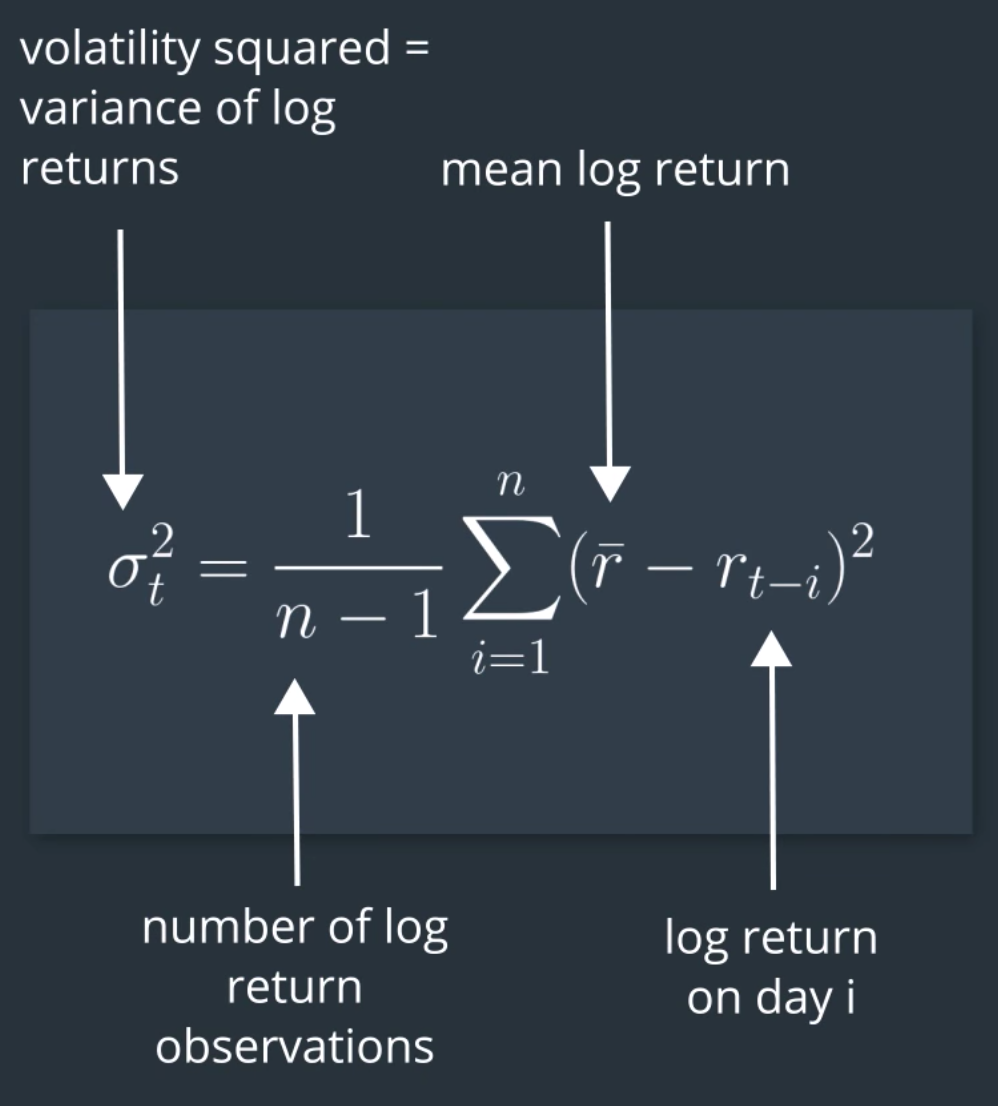 volatility squared =
variance of log
returns
mean log return
σ_t^2 = \frac{1}{n − 1} \sum_{i=1}^{n} (\bar{r} − r_{t−i})^2
number of log
return
observations
log return
on day i